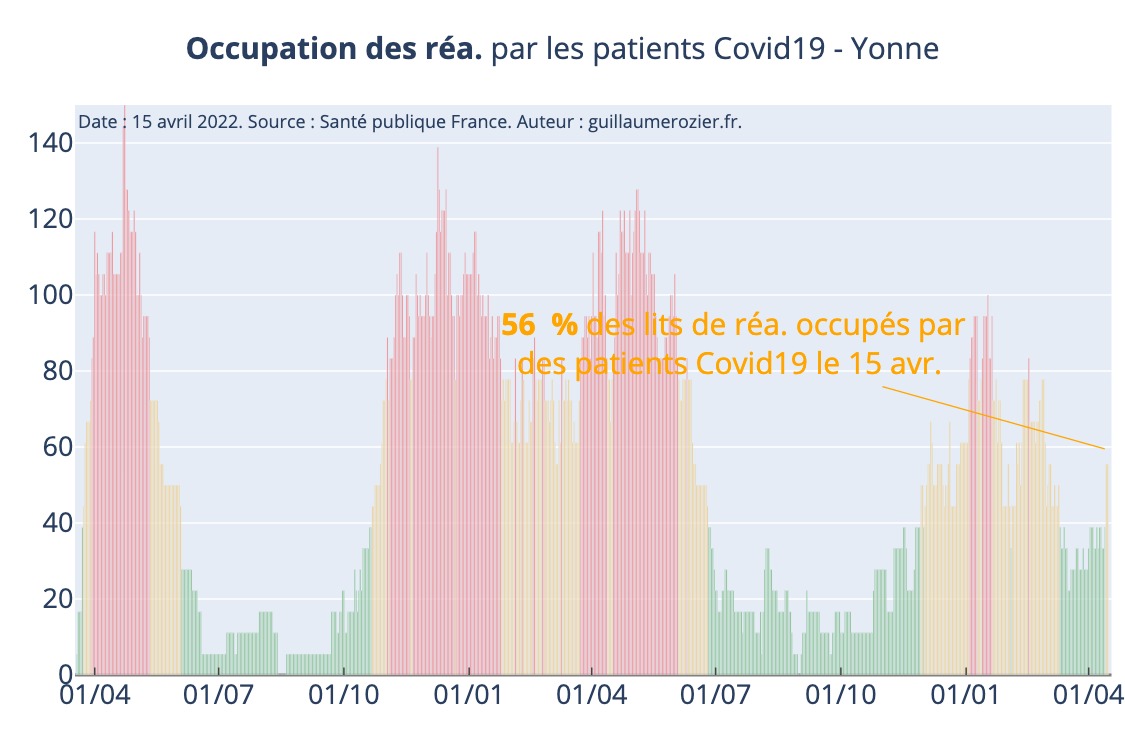 Occupation des réa. par les patients Covid19 - Yonne
Date : 15 avril 2022. Source : Santé publique France. Auteur : guillaumerozier.fr.
140
120
100
80
60
40
20
0
56 % des lits de réa. occupés par
des patients Covid19 le 15 avr.
01/04 01/07 01/10 01/01 01/04 01/07 01/10 01/01 01/04